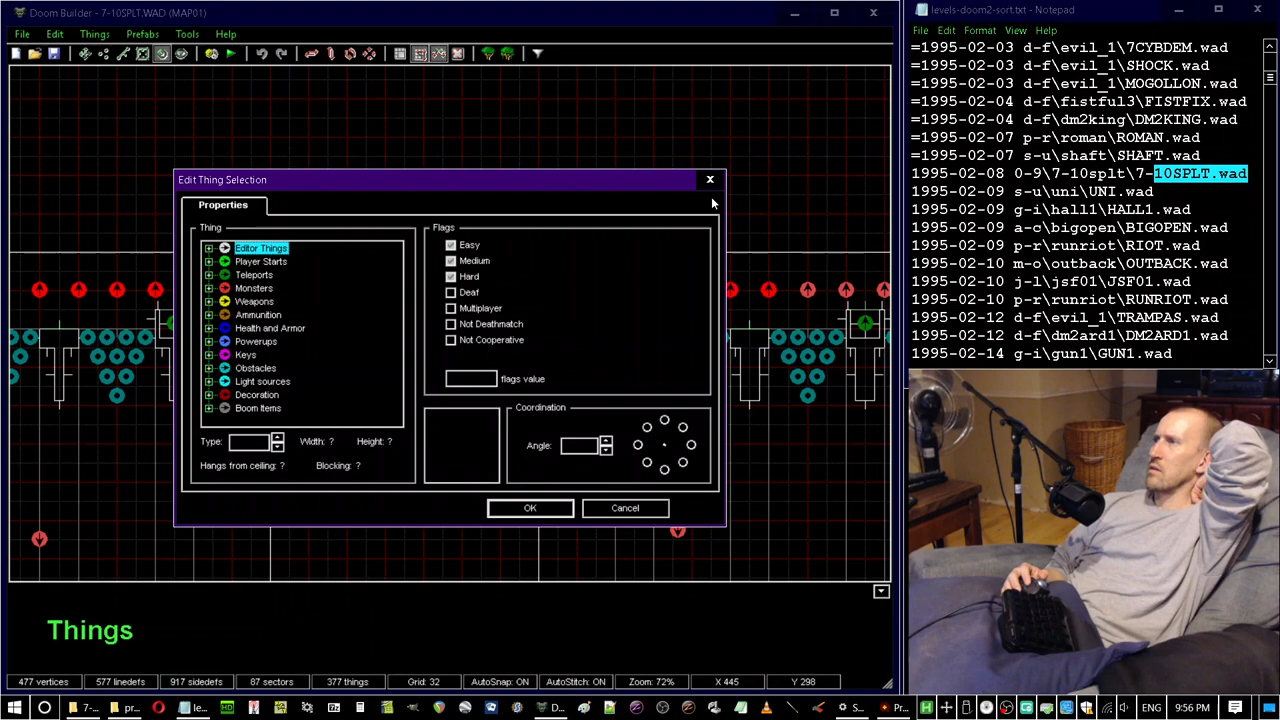 Doom Builder - 7-10SPLT.WAD (MAP01)
File Edit Things Prefabs Tools Help
Edit Thing Selection
Properties
Thing
Editor Things
Player Starts
Teleports
Monsters
Weapons
Ammunition
Health and Armor
Powerups
Keys
Obstacles
Light sources
Decoration
Boom Items
Type: Width: ? Height: ?
Hangs from ceiling: ? Blocking: ?
Flags
Easy
Medium
Hard
Deaf
Multiplayer
Not Deathmatch
Not Cooperative
flags value
Coordination
Angle:
OK Cancel
Things
477 vertices 577 linedefs 917 sidedefs 87 sectors 377 things Grid: 32 AutoSnap: ON AutoStitch: ON Zoom: 72% X 445 Y 298
levels-doom2-sort.txt - Notepad
File Edit Format View Help
=1995-02-03 d-f\evil_1\7CYBDEM.wad
=1995-02-03 d-f\evil_1\SHOCK.wad
=1995-02-03 d-f\evil_1\MOGOLLON.wad
=1995-02-04 d-f\fistful3\FISTFIX.wad
=1995-02-04 d-f\dm2king\DM2KING.wad
=1995-02-07 p-r\roman\ROMAN.wad
=1995-02-07 s-u\shaft\SHAFT.wad
=1995-02-08 0-9\7-10splt\7-10SPLT.wad
=1995-02-09 s-u\uni\UNI.wad
=1995-02-09 g-i\hall1\HALL1.wad
=1995-02-09 a-c\bigopen\BIGOPEN.wad
=1995-02-09 p-r\runriot\RIOT.wad
=1995-02-10 m-o\outback\OUTBACK.wad
=1995-02-10 j-l\jsf01\JSF01.wad
=1995-02-10 p-r\runriot\RUNRIOT.wad
=1995-02-12 d-f\evil_1\TRAMPAS.wad
=1995-02-12 d-f\dm2ard1\DM2ARD1.wad
1995-02-14 g-i\gun1\GUN1.wad
7-... pr... le... HD D... S... Pr... ENG 9:56 PM